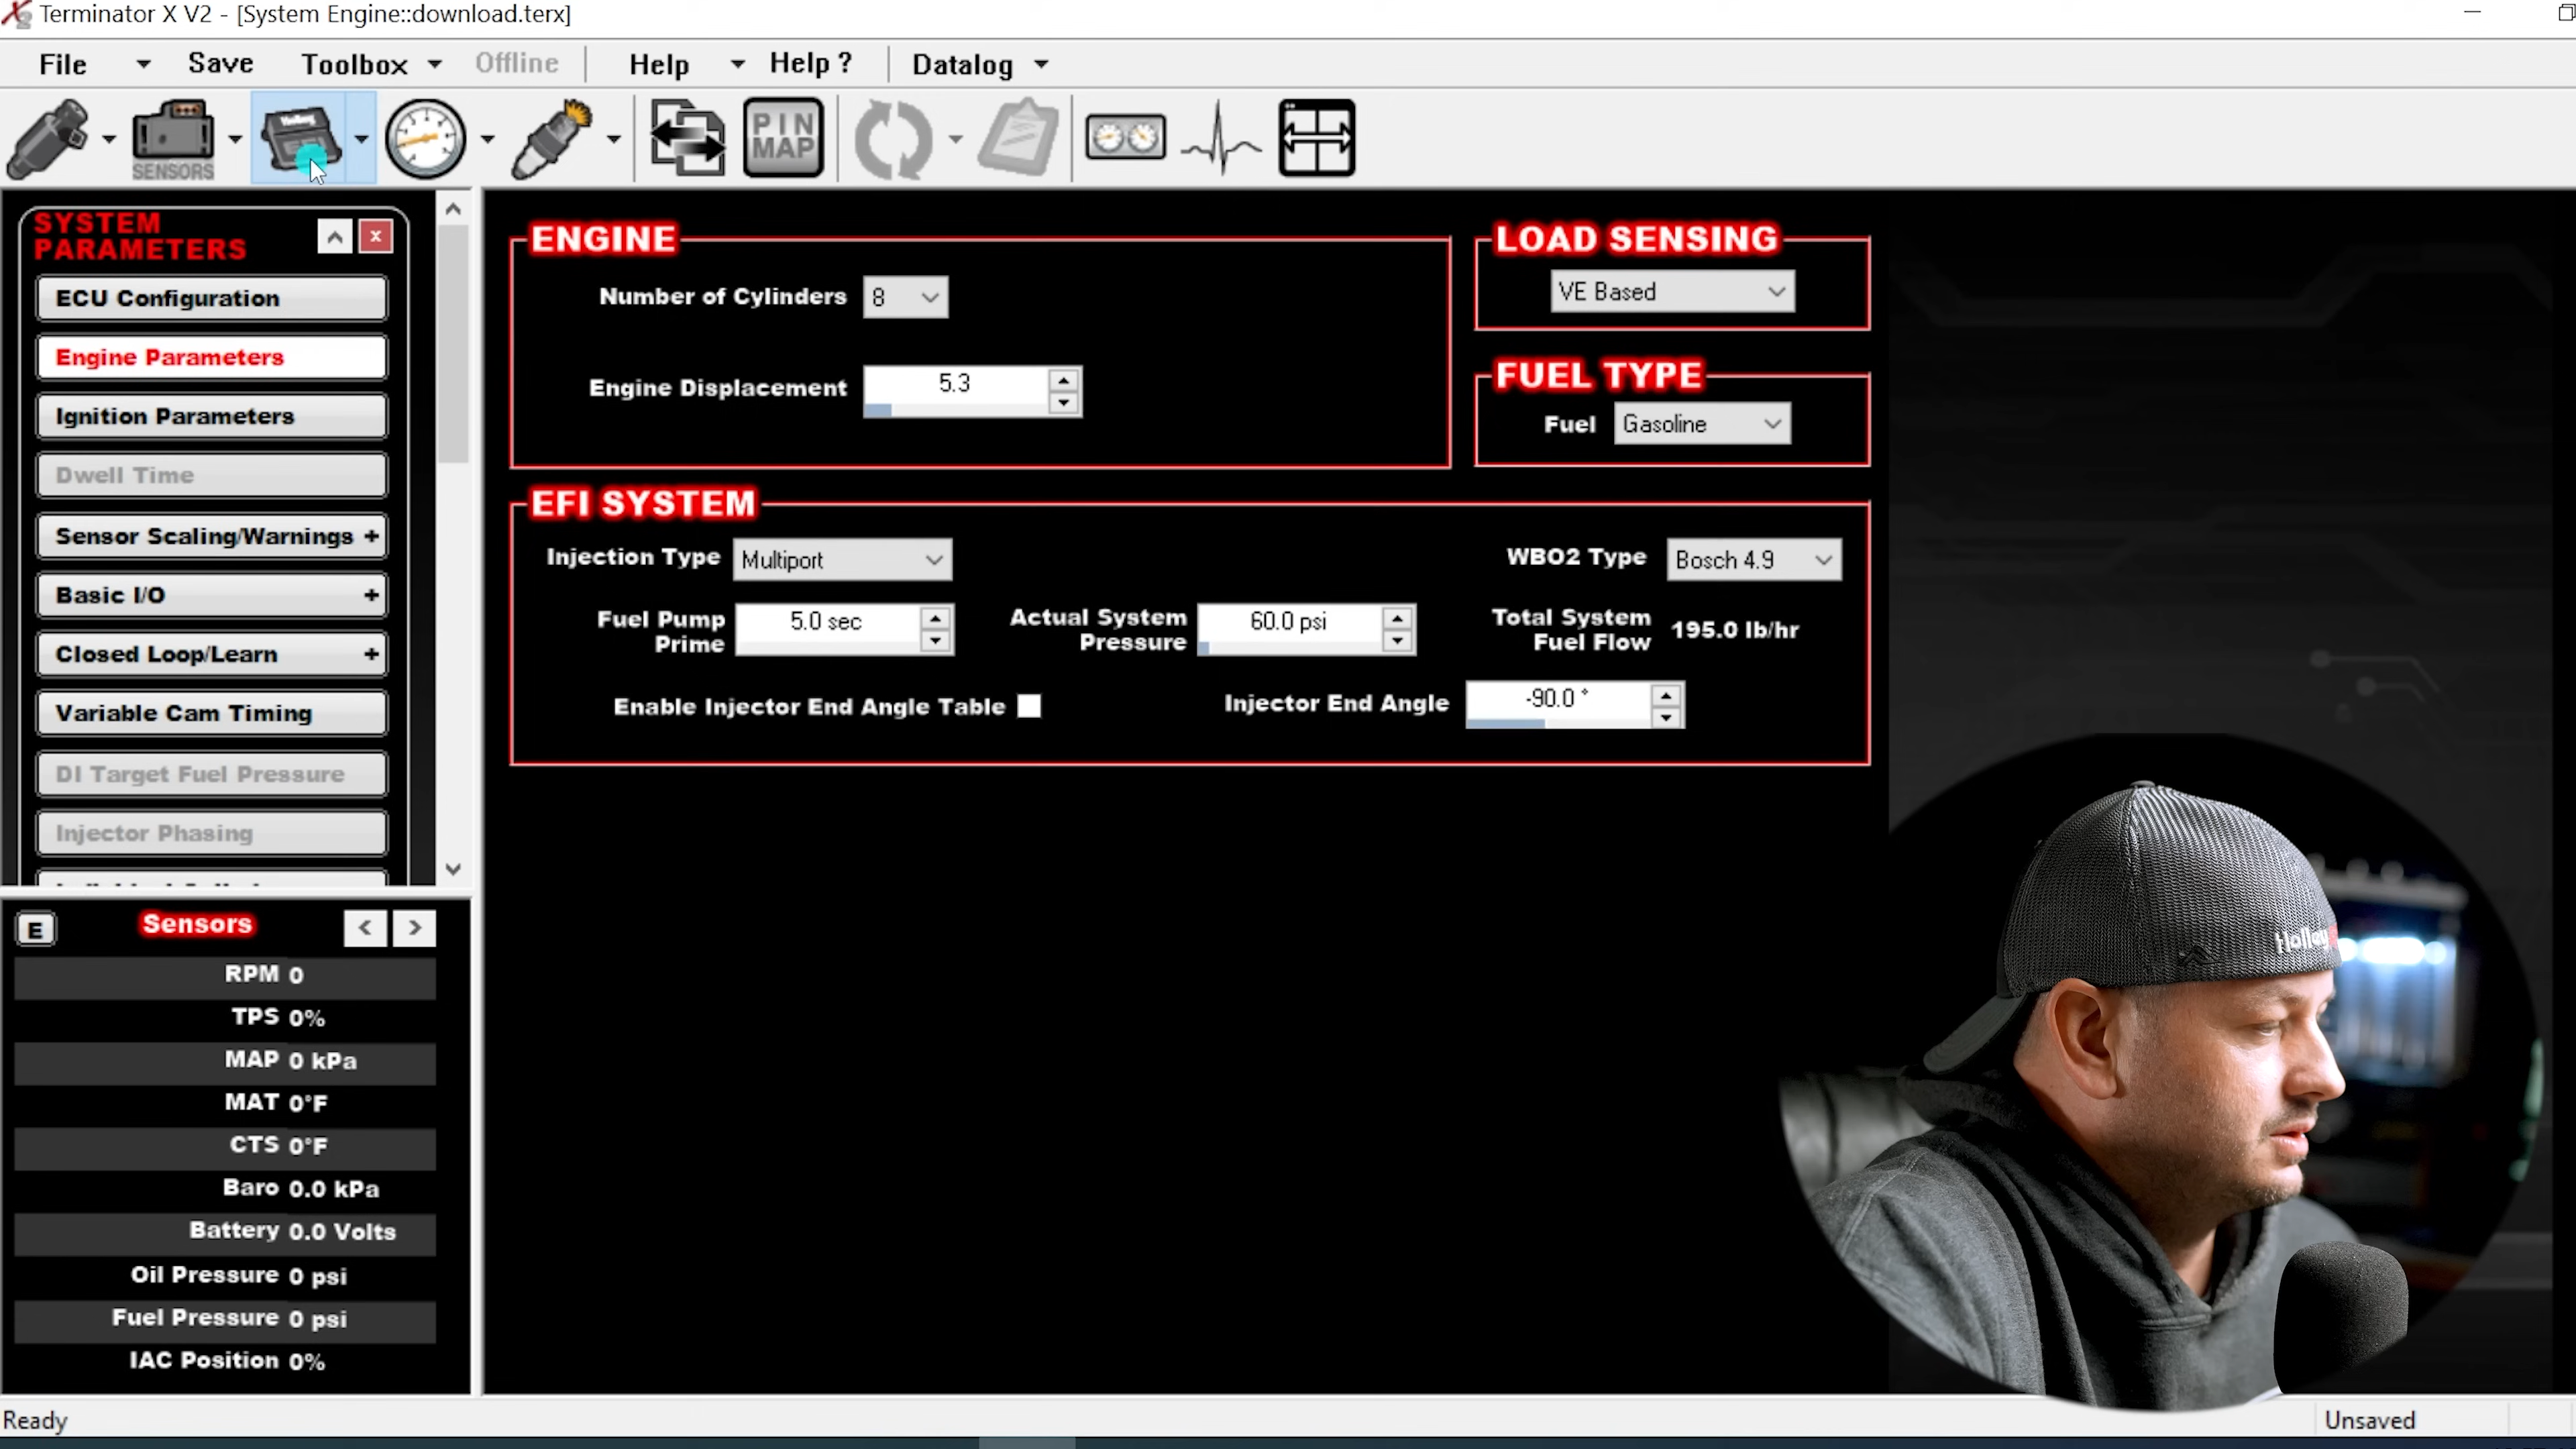 Terminator X V2 - [System Engine::download.terx]
File Save Toolbox Offline Help Help ? Datalog
SENSORS
Holley
PIN
MAP
SYSTEM
PARAMETERS
x
ECU Configuration
Engine Parameters
Ignition Parameters
Dwell Time
Sensor Scaling/Warnings +
Basic I/O +
Closed Loop/Learn +
Variable Cam Timing
DI Target Fuel Pressure
Injector Phasing
ENGINE
Number of Cylinders 8
Engine Displacement 5.3
LOAD SENSING
VE Based
FUEL TYPE
Fuel Gasoline
EFI SYSTEM
Injection Type Multiport
WBO2 Type Bosch 4.9
Fuel Pump
Prime
5.0 sec
Actual System
Pressure
60.0 psi
Total System
Fuel Flow
195.0 lb/hr
Enable Injector End Angle Table
Injector End Angle -90.0 °
E Sensors < >
RPM 0
TPS 0%
MAP 0 kPa
MAT 0°F
CTS 0°F
Baro 0.0 kPa
Battery 0.0 Volts
Oil Pressure 0 psi
Fuel Pressure 0 psi
IAC Position 0%
Holley
Ready
Unsaved